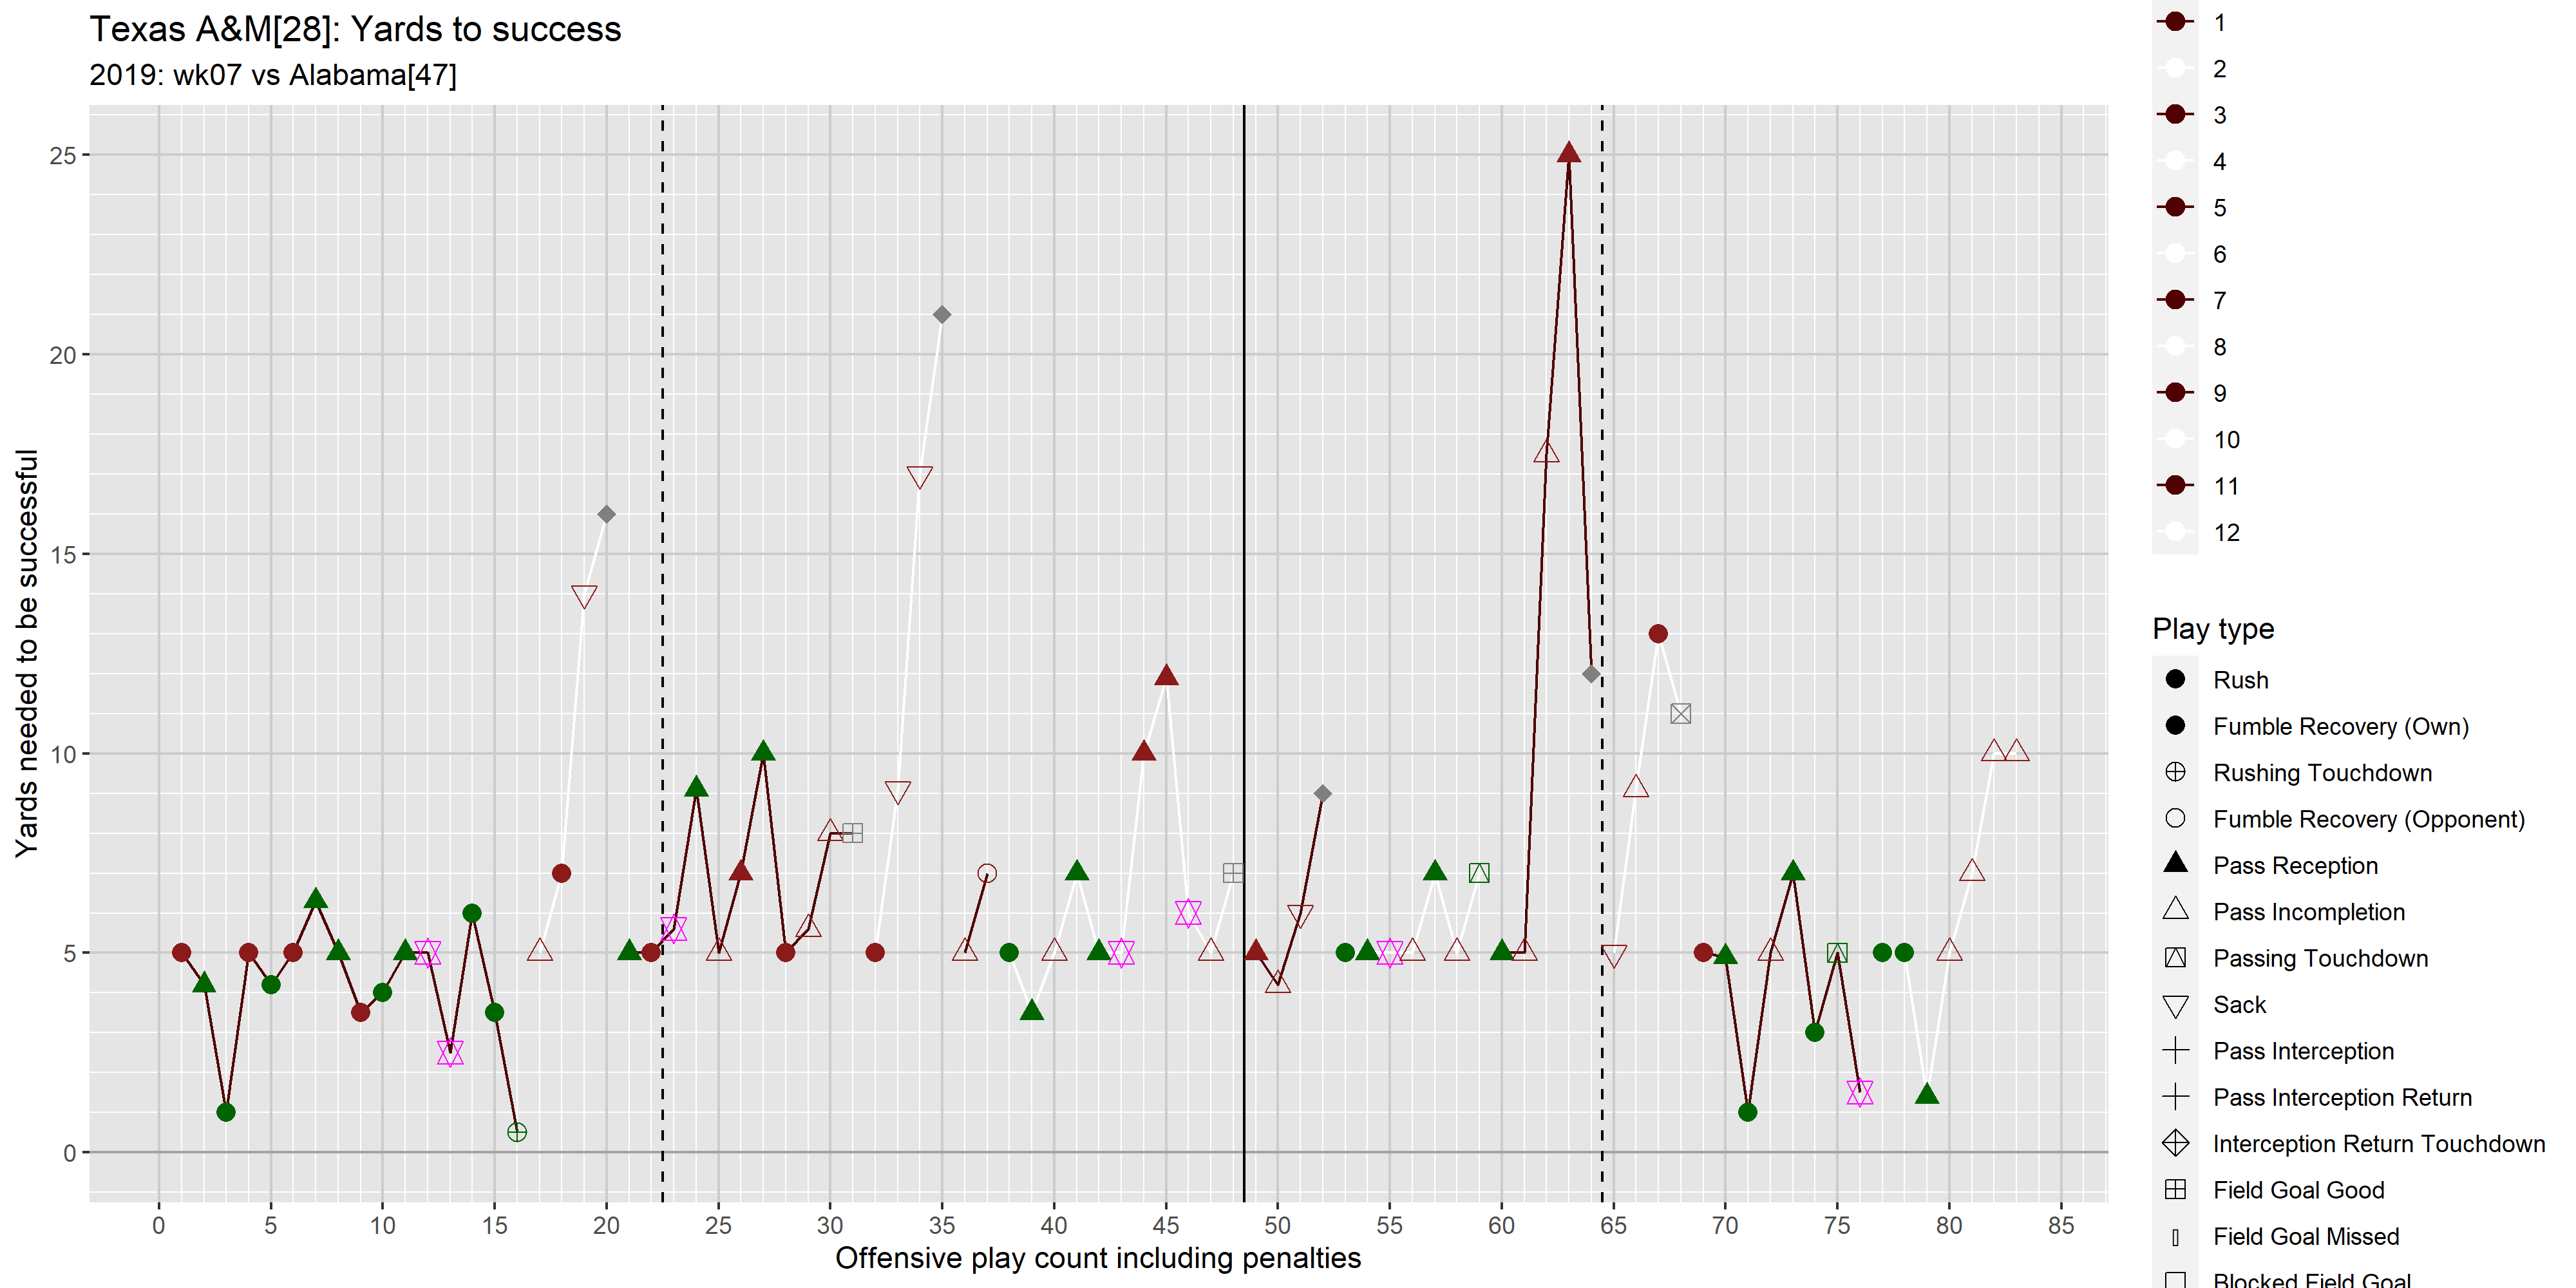 Texas A&M[28]: Yards to success
2019: wk07 vs Alabama[47]
Yards needed to be successful
25
20
15
10
5
0
0 5 10 15 20 25 30 35 40 45 50 55 60 65 70 75 80 85
Offensive play count including penalties
1
2
3
4
5
6
7
8
9
10
11
12
Play type
Rush
Fumble Recovery (Own)
Rushing Touchdown
Fumble Recovery (Opponent)
Pass Reception
Pass Incompletion
Passing Touchdown
Sack
Pass Interception
Pass Interception Return
Interception Return Touchdown
Field Goal Good
Field Goal Missed
Blocked Field Goal